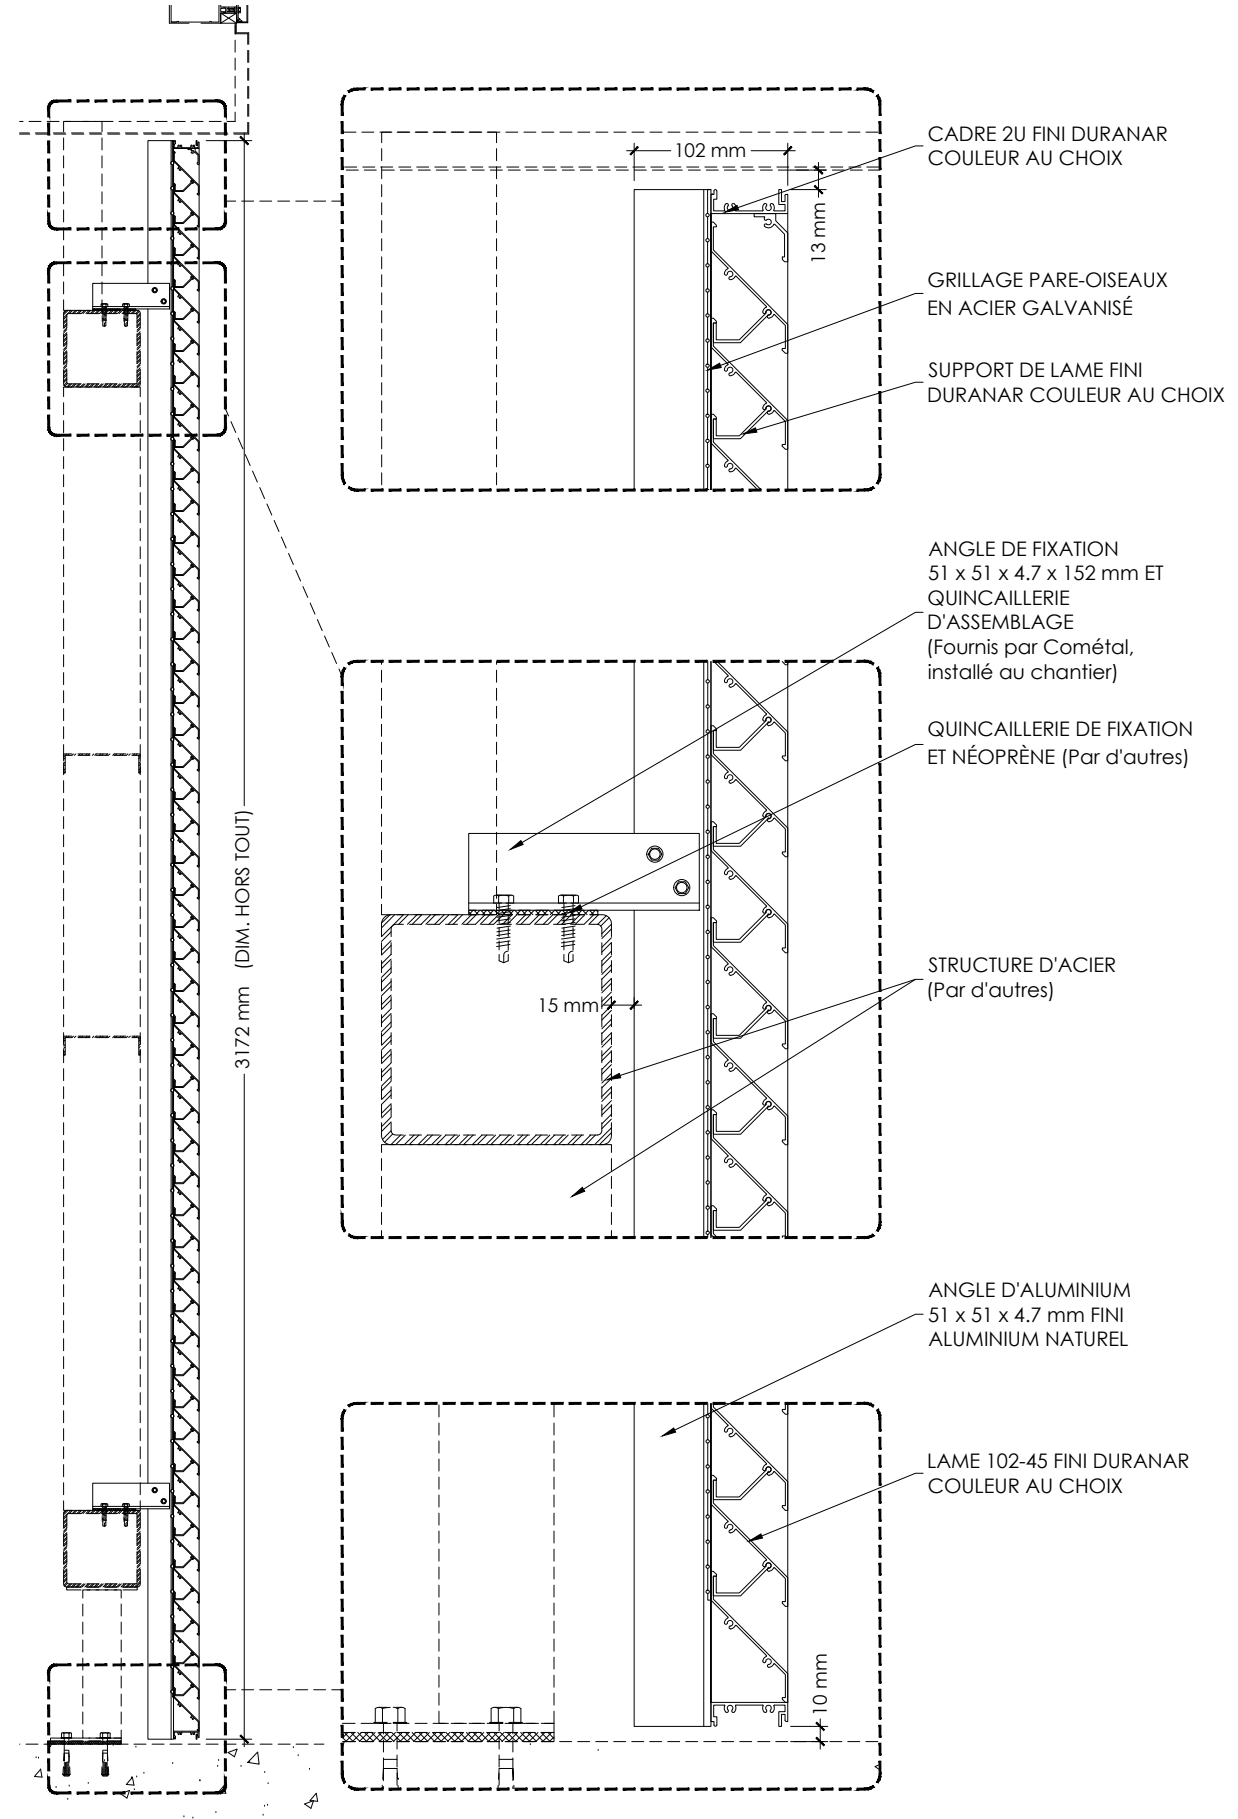 102 mm
13 mm
CADRE 2U FINI DURANAR
COULEUR AU CHOIX
GRILLAGE PARE-OISEAUX
EN ACIER GALVANISÉ
SUPPORT DE LAME FINI
DURANAR COULEUR AU CHOIX
ANGLE DE FIXATION
51 x 51 x 4.7 x 152 mm ET
QUINCAILLERIE
D'ASSEMBLAGE
(Fournis par Cométal,
installé au chantier)
QUINCAILLERIE DE FIXATION
ET NÉOPRÈNE (Par d'autres)
3172 mm (DIM. HORS TOUT)
15 mm
STRUCTURE D'ACIER
(Par d'autres)
ANGLE D'ALUMINIUM
51 x 51 x 4.7 mm FINI
ALUMINIUM NATUREL
LAME 102-45 FINI DURANAR
COULEUR AU CHOIX
10 mm